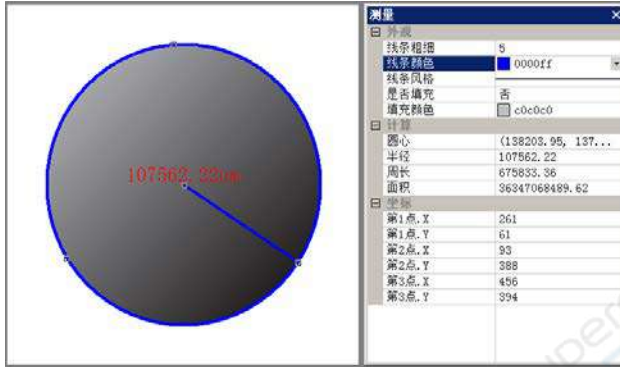 测量
外观
线条粗细 5
线条颜色 0000ff
线条风格
是否填充 否
填充颜色 c0c0c0
计算
圆心 (138203.95, 137...
半径 107562.22
周长 675833.36
面积 36347068489.62
坐标
第1点.X 261
第1点.Y 61
第2点.X 93
第2点.Y 388
第3点.X 456
第3点.Y 394
107562.22um